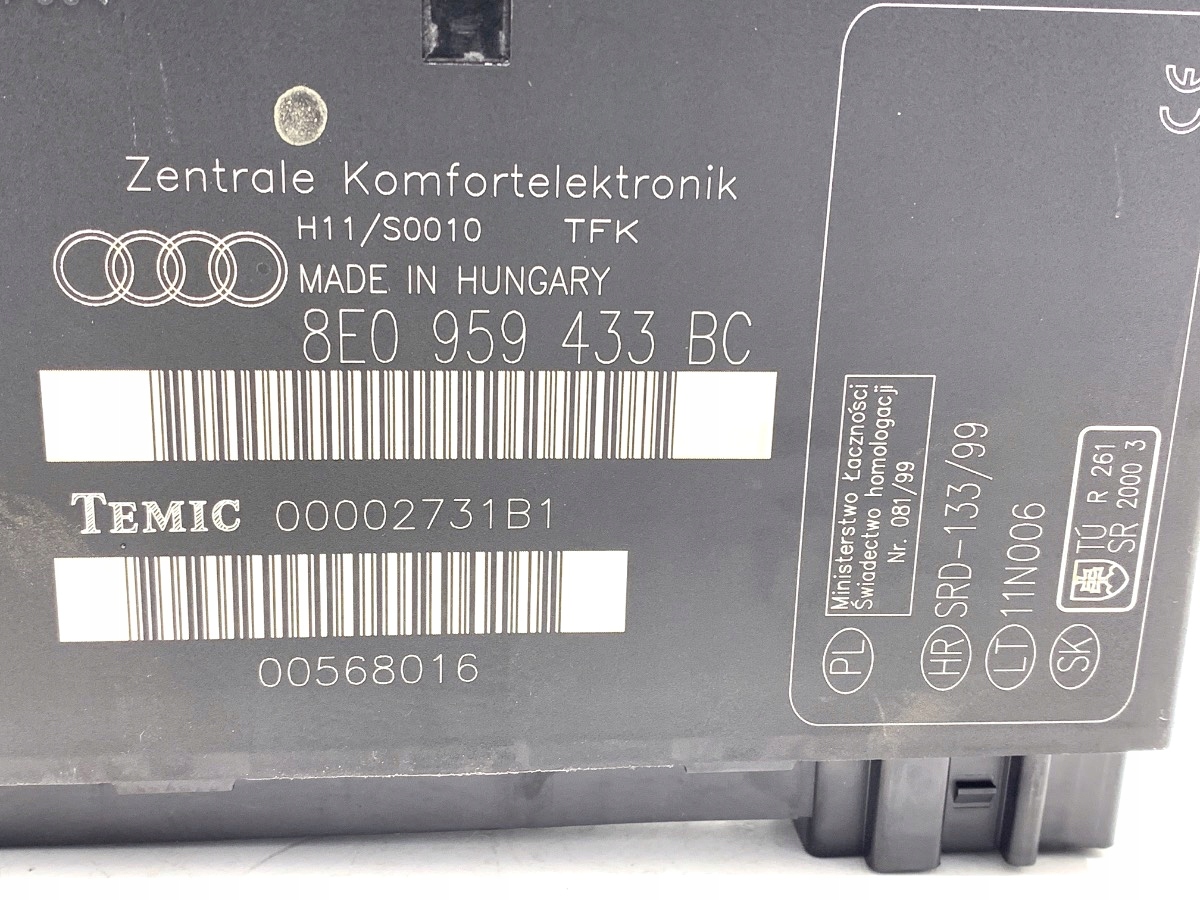 Zentrale Komfortelektronik
H11/S0010 TFK
MADE IN HUNGARY
8E0 959 433 BC
TEMIC 00002731B1
00568016
CE
Ministerstwo Łączności
Świadectwo homologacji
Nr. 081/99
PL
HR SRD-133/99
LT 11N006
SK
TÚ R 261
SR 2000 3